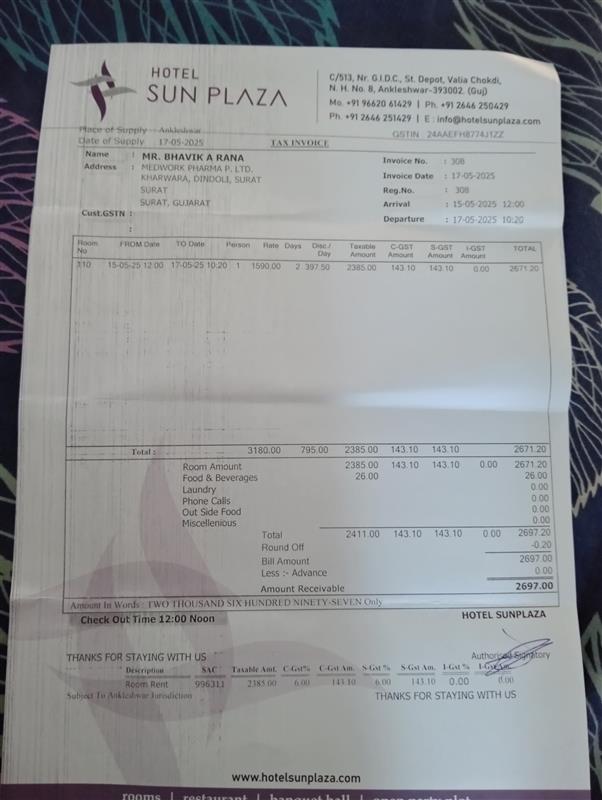 HOTEL
SUN PLAZA
C/513, Nr. G.I.D.C., St. Depot, Valia Chokdi,
N. H. No. 8, Ankleshwar-393002. (Guj)
Mo. +91 96620 61429 | Ph. +91 2646 250429
Ph. +91 2646 251429 | E : info@hotelsunplaza.com
Place of Supply : Ankleshwar
GSTIN 24AAEFH8774J1ZZ
Date of Supply 17-05-2025 TAX INVOICE
Name : MR. BHAVIK A RANA Invoice No. : 308
Address : MEDWORK PHARMA P. LTD. Invoice Date : 17-05-2025
KHARWARA, DINDOLI, SURAT
SURAT Reg.No. : 308
SURAT, GUJARAT Arrival : 15-05-2025 12:00
Cust.GSTN : Departure : 17-05-2025 10:20
:
Room No FROM Date TO Date Person Rate Days Disc./ Day Taxable Amount C-GST Amount S-GST Amount I-GST Amount TOTAL
110 15-05-25 12:00 17-05-25 10:20 1 1590.00 2 397.50 2385.00 143.10 143.10 0.00 2671.20
Total : 3180.00 795.00 2385.00 143.10 143.10 2671.20
Room Amount 2385.00 143.10 143.10 0.00 2671.20
Food & Beverages 26.00 26.00
Laundry 0.00
Phone Calls 0.00
Out Side Food 0.00
Miscellenious 0.00
Total 2411.00 143.10 143.10 0.00 2697.20
Round Off -0.20
Bill Amount 2697.00
Less :- Advance 0.00
Amount Receivable 2697.00
Amount In Words : TWO THOUSAND SIX HUNDRED NINETY-SEVEN Only
Check Out Time 12:00 Noon HOTEL SUNPLAZA
THANKS FOR STAYING WITH US Authorised Signatory
Description SAC Taxable Amt. C-Gst% C-Gst Am. S-Gst% S-Gst Am. I-Gst % I-Gst Am.
Room Rent 996311 2385.00 6.00 143.10 6.00 143.10 0.00 0.00
Subject To Ankleshwar Jurisdiction THANKS FOR STAYING WITH US
www.hotelsunplaza.com
rooms | restaurant | banquet hall | open party plot